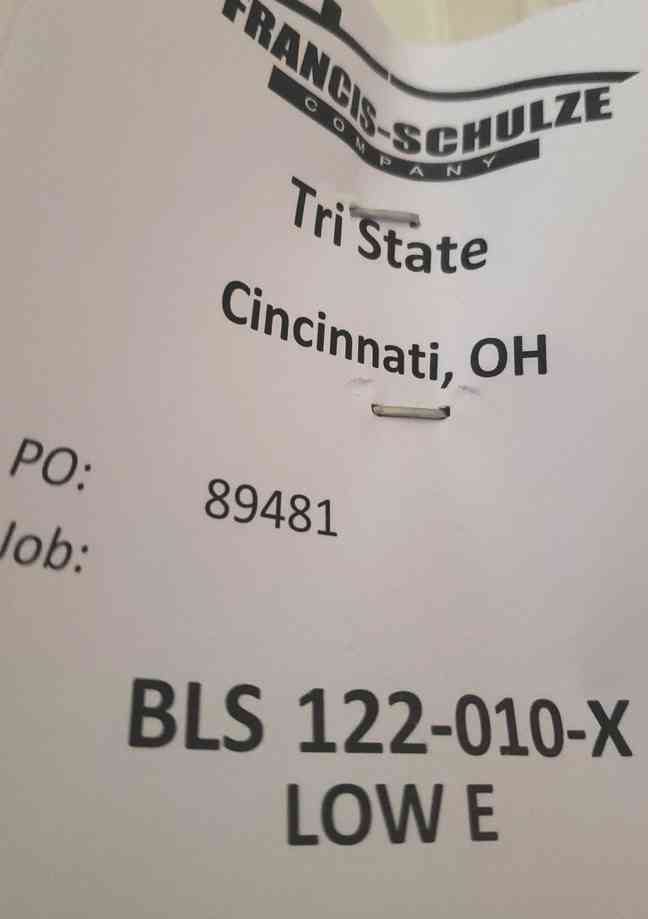 FRANCIS-SCHULZE
COMPANY
Tri State
Cincinnati, OH
PO: 89481
Job:
BLS 122-010-X
LOW E